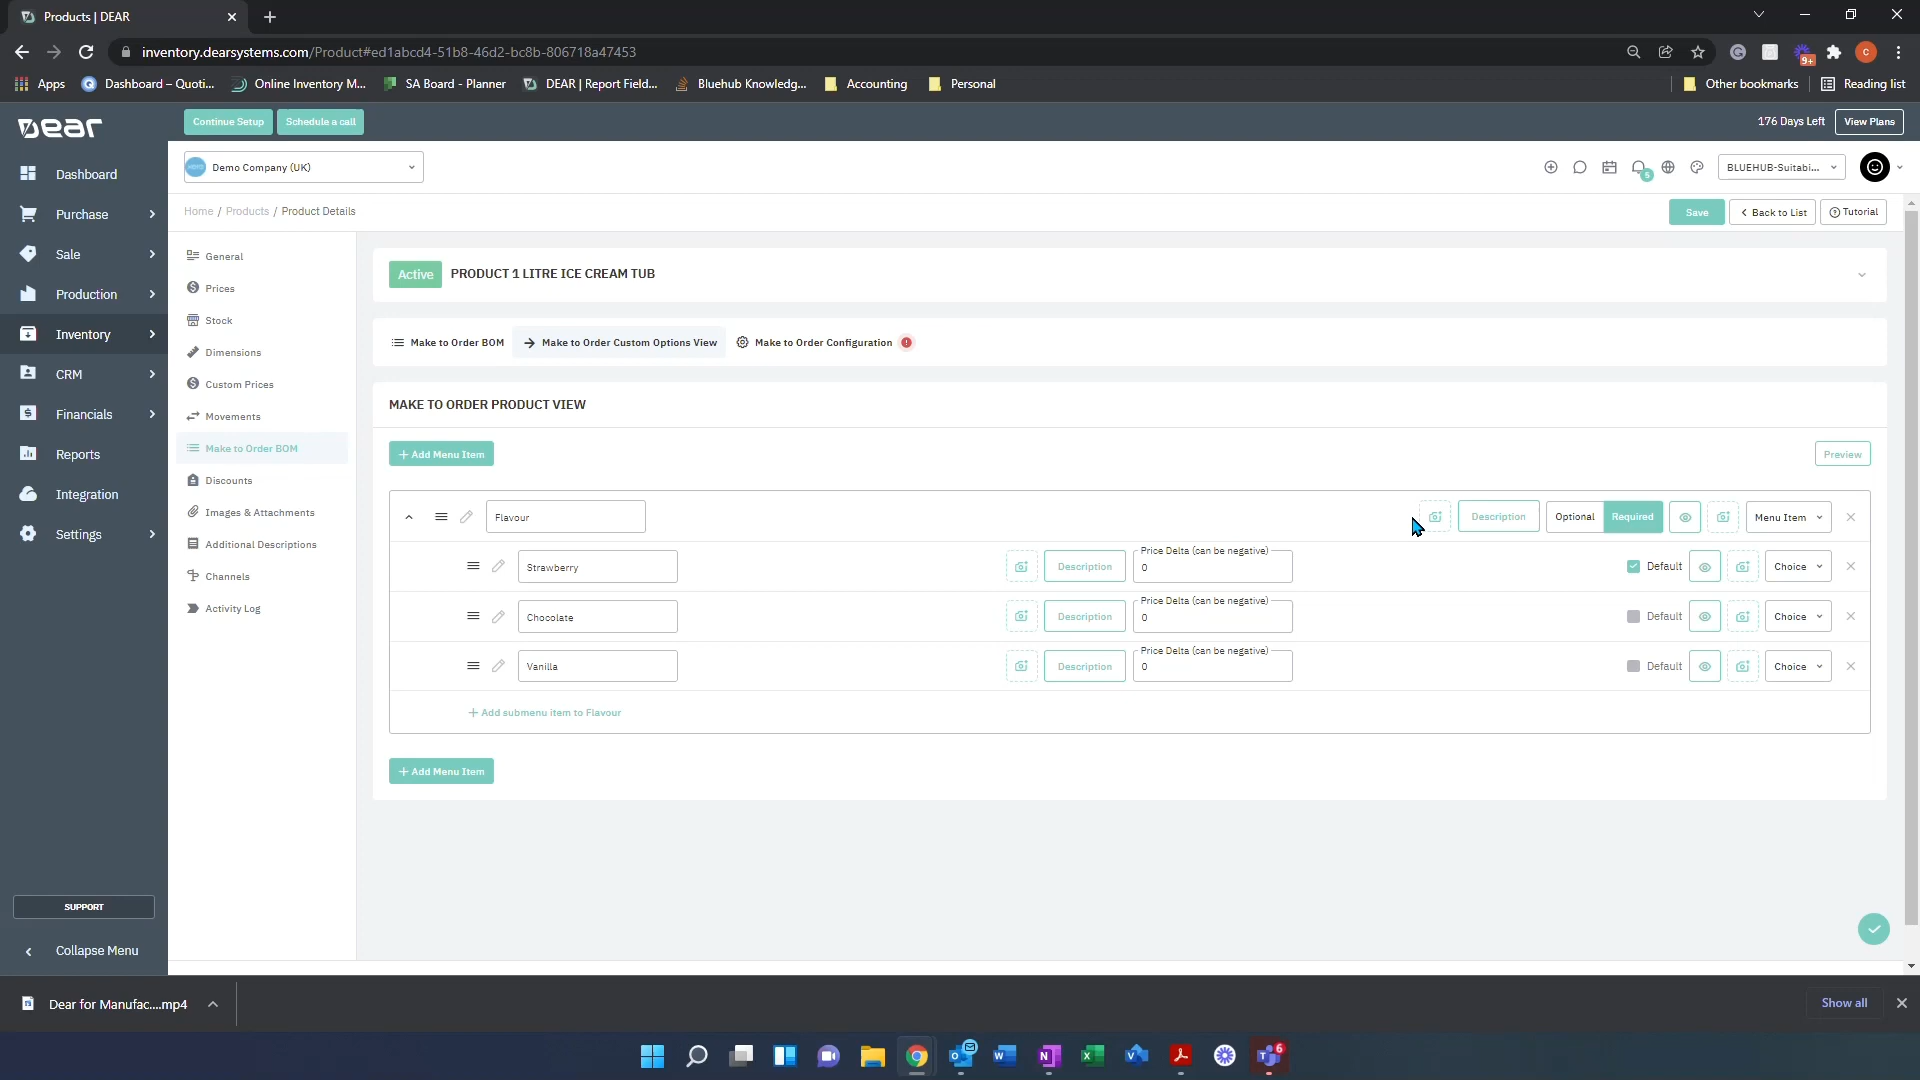 Products | DEAR
inventory.dearsystems.com/Product#ed1abcd4-51b8-46d2-bc8b-806718a47453
9+
C
Apps
Dashboard – Quoti...
Online Inventory M...
SA Board - Planner
DEAR | Report Field...
Bluehub Knowledg...
Accounting
Personal
Other bookmarks
Reading list
Dear
Continue Setup
Schedule a call
176 Days Left
View Plans
Demo Company (UK)
5
BLUEHUB-Suitabi...
Home / Products / Product Details
Save
Back to List
Tutorial
Dashboard
Purchase
Sale
Production
Inventory
CRM
Financials
Reports
Integration
Settings
SUPPORT
Collapse Menu
General
Prices
Stock
Dimensions
Custom Prices
Movements
Make to Order BOM
Discounts
Images & Attachments
Additional Descriptions
Channels
Activity Log
Active PRODUCT 1 LITRE ICE CREAM TUB
Make to Order BOM
Make to Order Custom Options View
Make to Order Configuration
MAKE TO ORDER PRODUCT VIEW
+ Add Menu Item
Preview
Flavour
Description
Optional
Required
Menu Item
Strawberry
Description
Price Delta (can be negative)
0
Default
Choice
Chocolate
Description
Price Delta (can be negative)
0
Default
Choice
Vanilla
Description
Price Delta (can be negative)
0
Default
Choice
+ Add submenu item to Flavour
+ Add Menu Item
Dear for Manufac....mp4
Show all
6